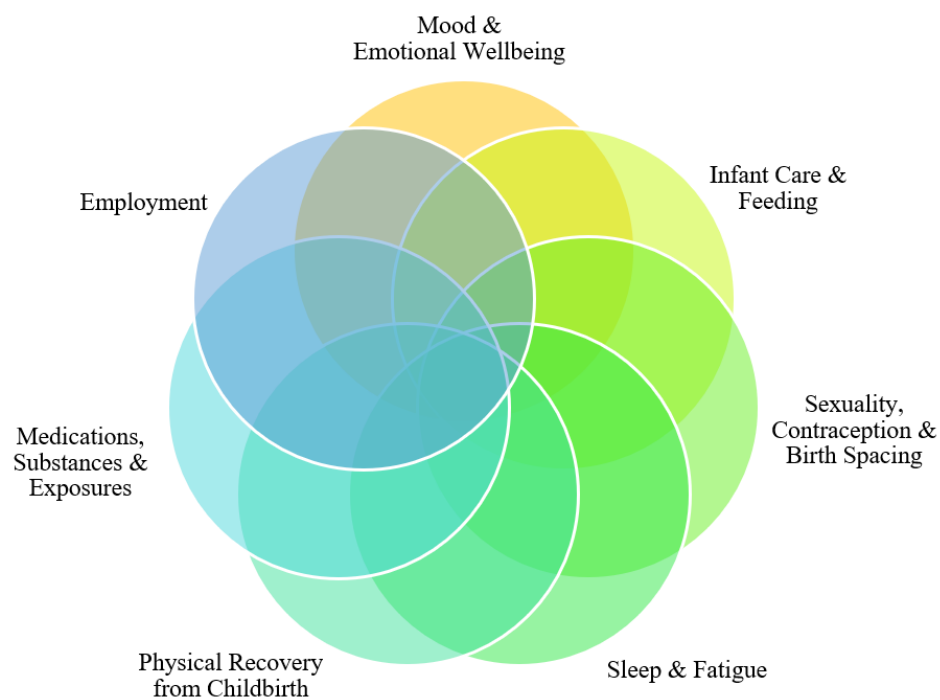 Mood &
Emotional Wellbeing
Infant Care &
Feeding
Employment
Sexuality,
Contraception &
Birth Spacing
Medications,
Substances &
Exposures
Sleep & Fatigue
Physical Recovery
from Childbirth